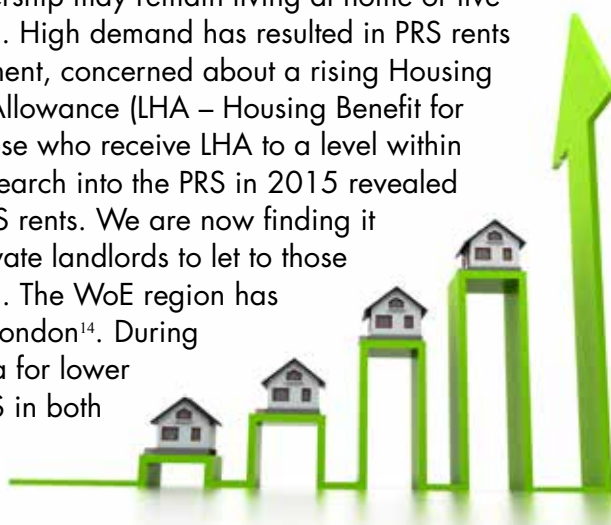 ership may remain living at home or live
. High demand has resulted in PRS rents
ment, concerned about a rising Housing
Allowance (LHA – Housing Benefit for
se who receive LHA to a level within
search into the PRS in 2015 revealed
S rents. We are now finding it
vate landlords to let to those
. The WoE region has
ondon14. During
a for lower
S in both